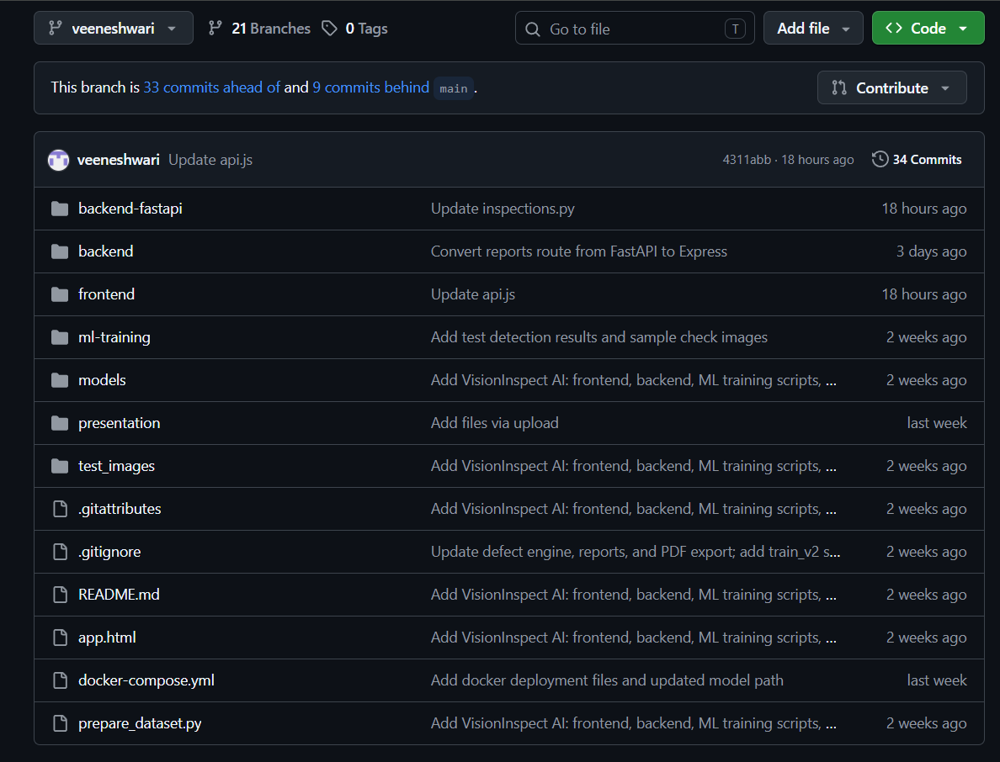 veeneshwari 21 Branches 0 Tags Go to file T Add file Code
This branch is 33 commits ahead of and 9 commits behind main . Contribute
veeneshwari Update api.js 4311abb · 18 hours ago 34 Commits
backend-fastapi Update inspections.py 18 hours ago
backend Convert reports route from FastAPI to Express 3 days ago
frontend Update api.js 18 hours ago
ml-training Add test detection results and sample check images 2 weeks ago
models Add VisionInspect AI: frontend, backend, ML training scripts, ... 2 weeks ago
presentation Add files via upload last week
test_images Add VisionInspect AI: frontend, backend, ML training scripts, ... 2 weeks ago
.gitattributes Add VisionInspect AI: frontend, backend, ML training scripts, ... 2 weeks ago
.gitignore Update defect engine, reports, and PDF export; add train_v2 s... 2 weeks ago
README.md Add VisionInspect AI: frontend, backend, ML training scripts, ... 2 weeks ago
app.html Add VisionInspect AI: frontend, backend, ML training scripts, ... 2 weeks ago
docker-compose.yml Add docker deployment files and updated model path last week
prepare_dataset.py Add VisionInspect AI: frontend, backend, ML training scripts, ... 2 weeks ago